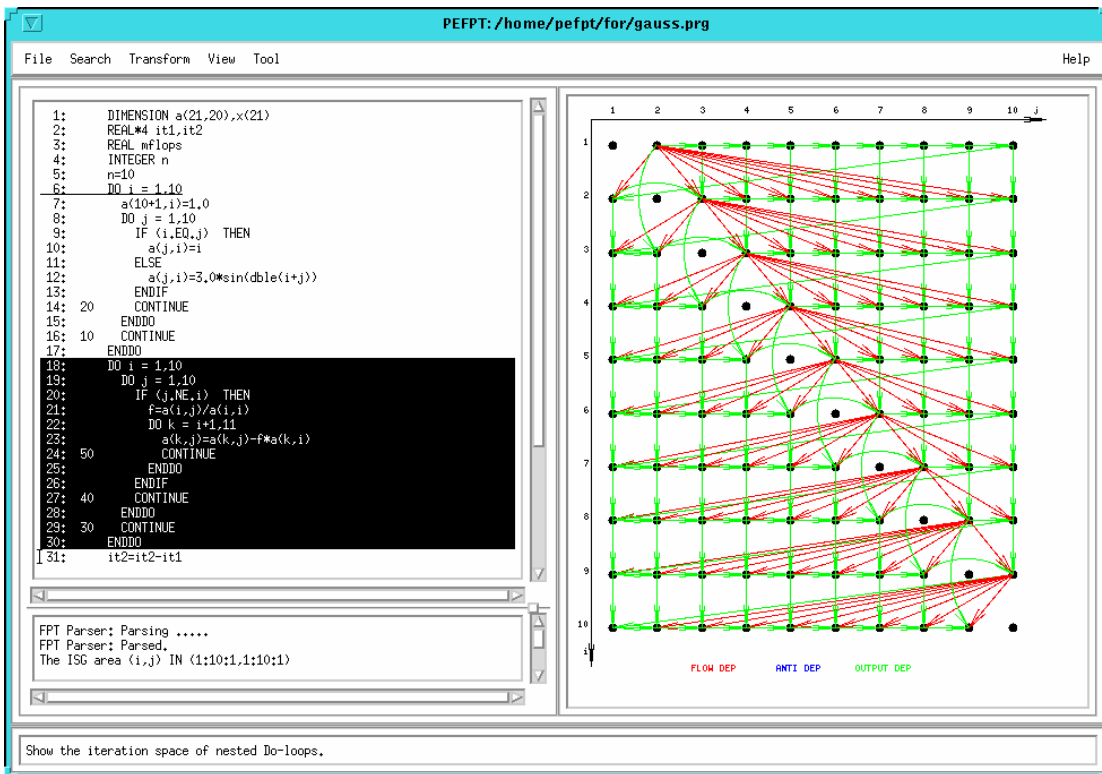 PEFPT:/home/pefpt/for/gauss.prg
File Search Transform View Tool Help
1: DIMENSION a(21,20),x(21)
2: REAL*4 it1,it2
3: REAL mflops
4: INTEGER n
5: n=10
6: DO i = 1,10
7: a(10+1,i)=1.0
8: DO j = 1,10
9: IF (i.EQ.j) THEN
10: a(j,i)=i
11: ELSE
12: a(j,i)=3.0*sin(dble(i+j))
13: ENDIF
14: 20 CONTINUE
15: ENDDO
16: 10 CONTINUE
17: ENDDO
18: DO i = 1,10
19: DO j = 1,10
20: IF (j.NE.i) THEN
21: f=a(i,j)/a(i,i)
22: DO k = i+1,11
23: a(k,j)=a(k,j)-f*a(k,i)
24: 50 CONTINUE
25: ENDDO
26: ENDIF
27: 40 CONTINUE
28: ENDDO
29: 30 CONTINUE
30: ENDDO
31: it2=it2-it1
FPT Parser: Parsing .....
FPT Parser: Parsed.
The ISG area (i,j) IN (1:10:1,1:10:1)
1 2 3 4 5 6 7 8 9 10 j
1
2
3
4
5
6
7
8
9
10
i
FLOW DEP ANTI DEP OUTPUT DEP
Show the iteration space of nested Do-loops.